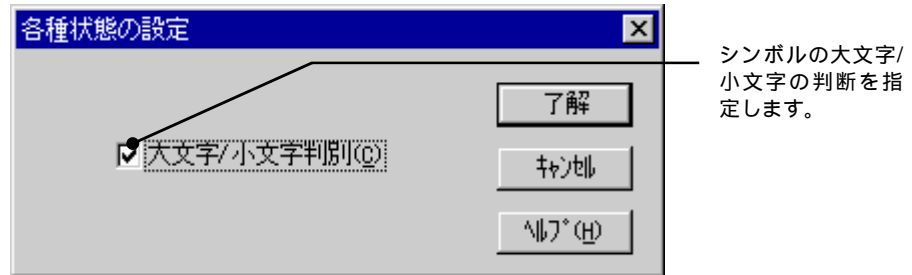 各種状態の設定
シンボルの大文字/
小文字の判断を指
定します。
了解
大文字/小文字判別(C)
ｷｬﾝｾﾙ
ﾍﾙﾌﾟ(H)